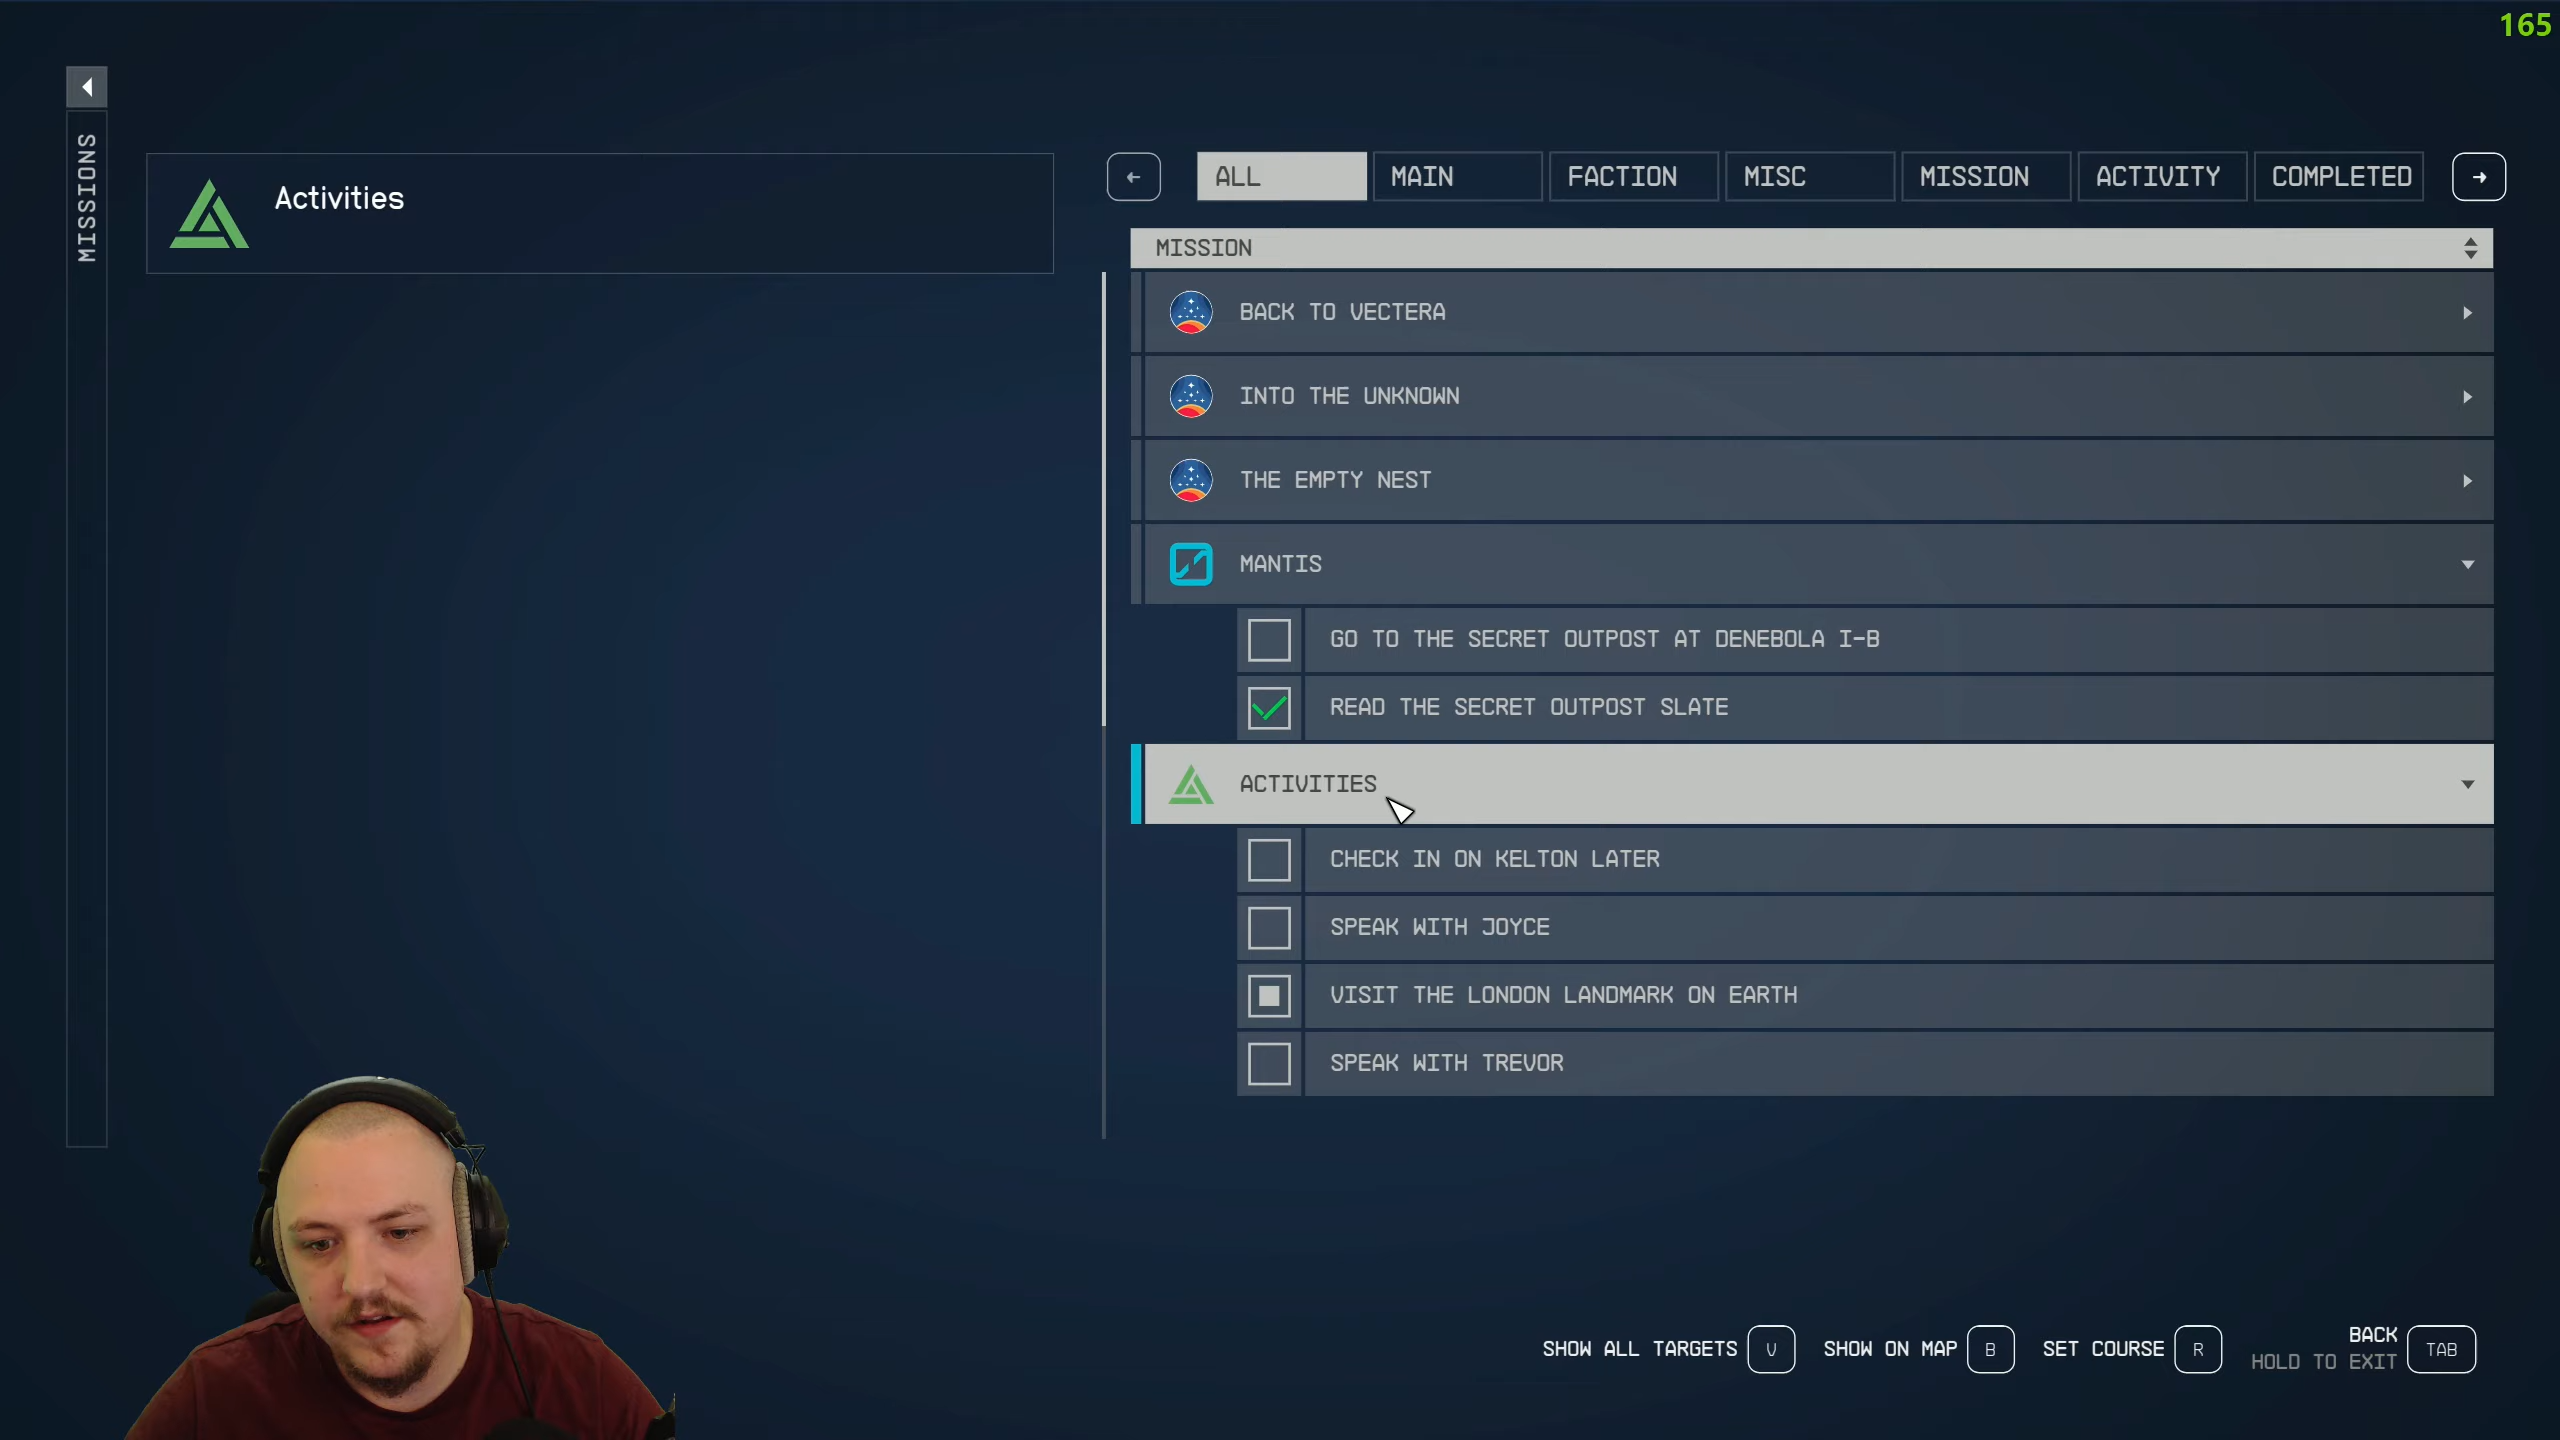 165
MISSIONS
Activities
ALL
MAIN
FACTION
MISC
MISSION
ACTIVITY
COMPLETED
MISSION
BACK TO VECTERA
INTO THE UNKNOWN
THE EMPTY NEST
MANTIS
GO TO THE SECRET OUTPOST AT DENEBOLA I-B
READ THE SECRET OUTPOST SLATE
ACTIVITIES
CHECK IN ON KELTON LATER
SPEAK WITH JOYCE
VISIT THE LONDON LANDMARK ON EARTH
SPEAK WITH TREVOR
SHOW ALL TARGETS V
SHOW ON MAP B
SET COURSE R
BACK
HOLD TO EXIT
TAB